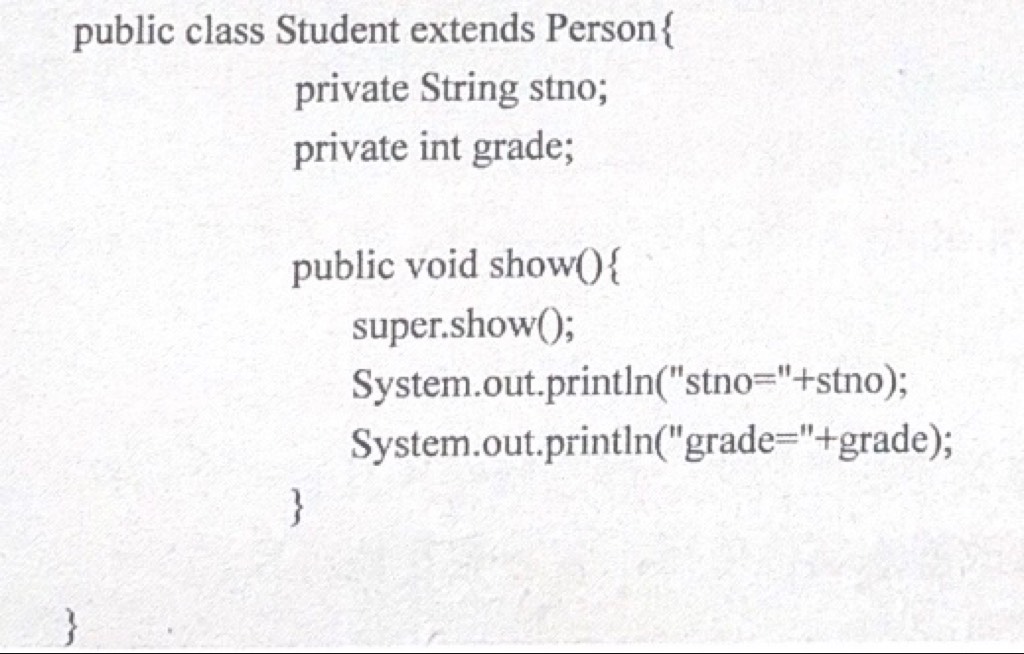 public class Student extends Person{
private String stno;
private int grade;
public void show(){
super.show();
System.out.println("stno="+stno);
System.out.println("grade="+grade);
}
}